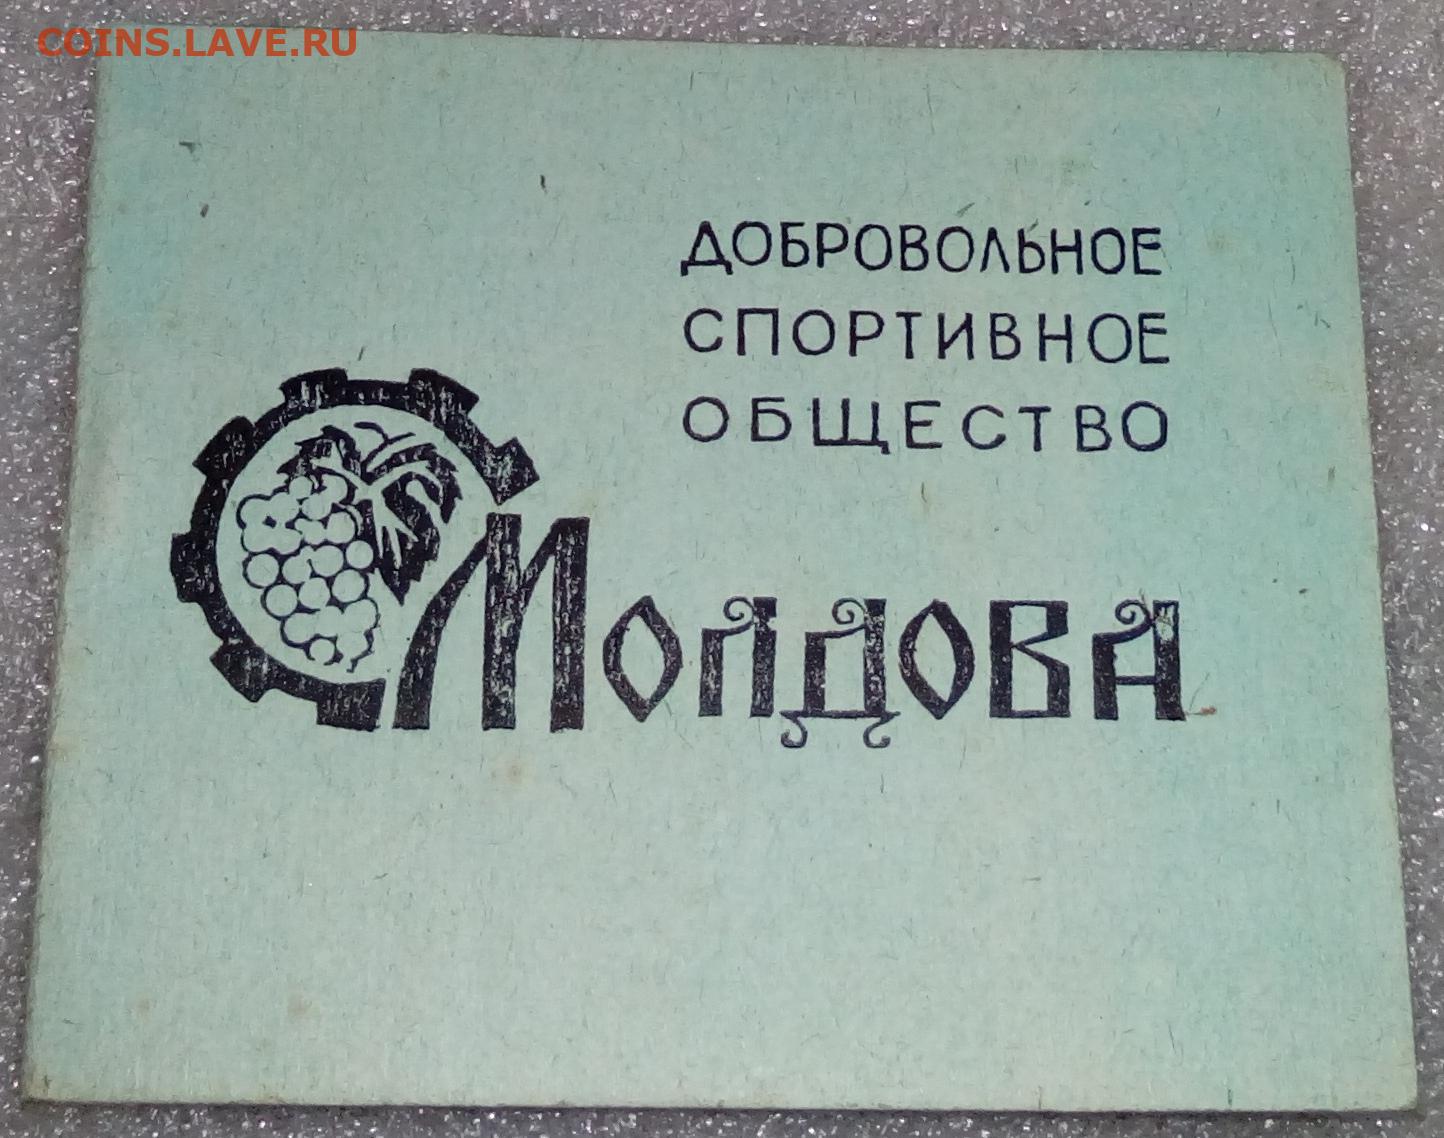 COINS.LAVE.RU
ДОБРОВОЛЬНОЕ
СПОРТИВНОЕ
ОБЩЕСТВО
МОЛДОВА